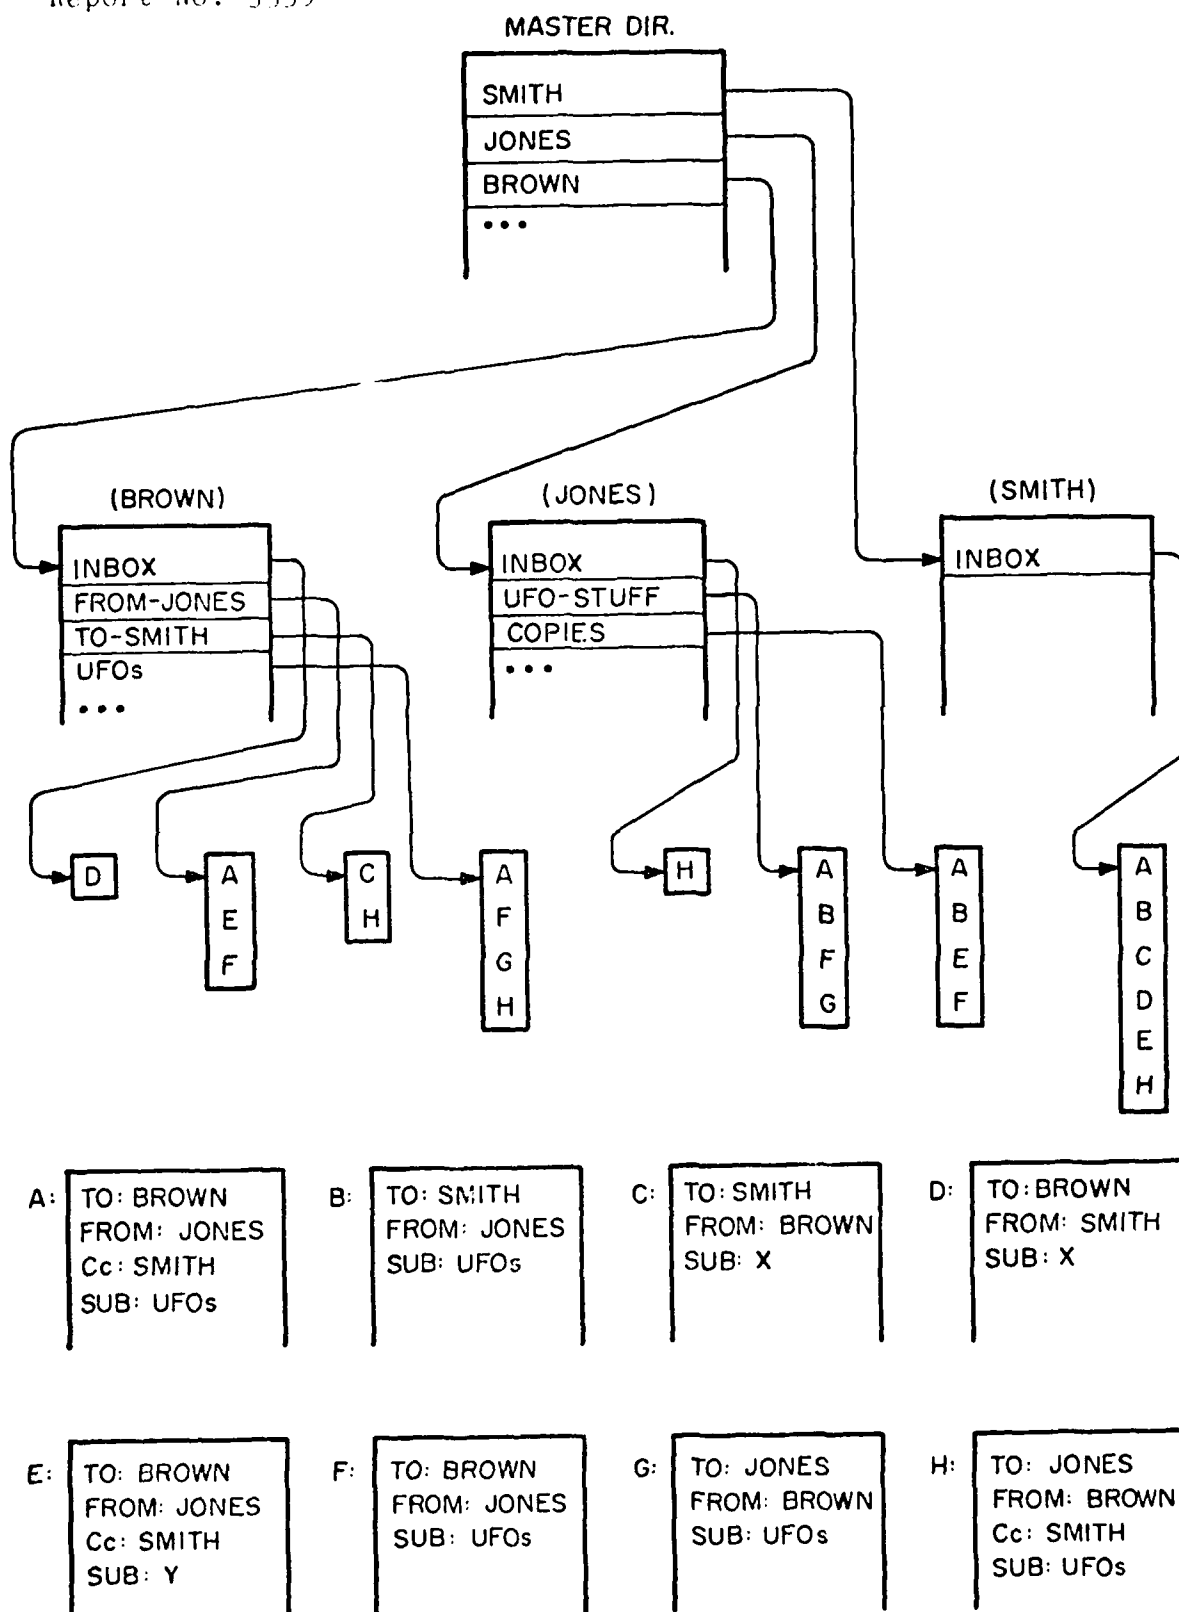 Report No.
MASTER DIR.
SMITH
JONES
BROWN
•••
(BROWN)
INBOX
FROM-JONES
TO-SMITH
UFOs
•••
(JONES)
INBOX
UFO-STUFF
COPIES
•••
(SMITH)
INBOX
D
A
E
F
C
H
A
F
G
H
H
A
B
F
G
A
B
E
F
A
B
C
D
E
H
A:
TO: BROWN
FROM: JONES
Cc: SMITH
SUB: UFOs
B:
TO: SMITH
FROM: JONES
SUB: UFOs
C:
TO: SMITH
FROM: BROWN
SUB: X
D:
TO: BROWN
FROM: SMITH
SUB: X
E:
TO: BROWN
FROM: JONES
Cc: SMITH
SUB: Y
F:
TO: BROWN
FROM: JONES
SUB: UFOs
G:
TO: JONES
FROM: BROWN
SUB: UFOs
H:
TO: JONES
FROM: BROWN
Cc: SMITH
SUB: UFOs